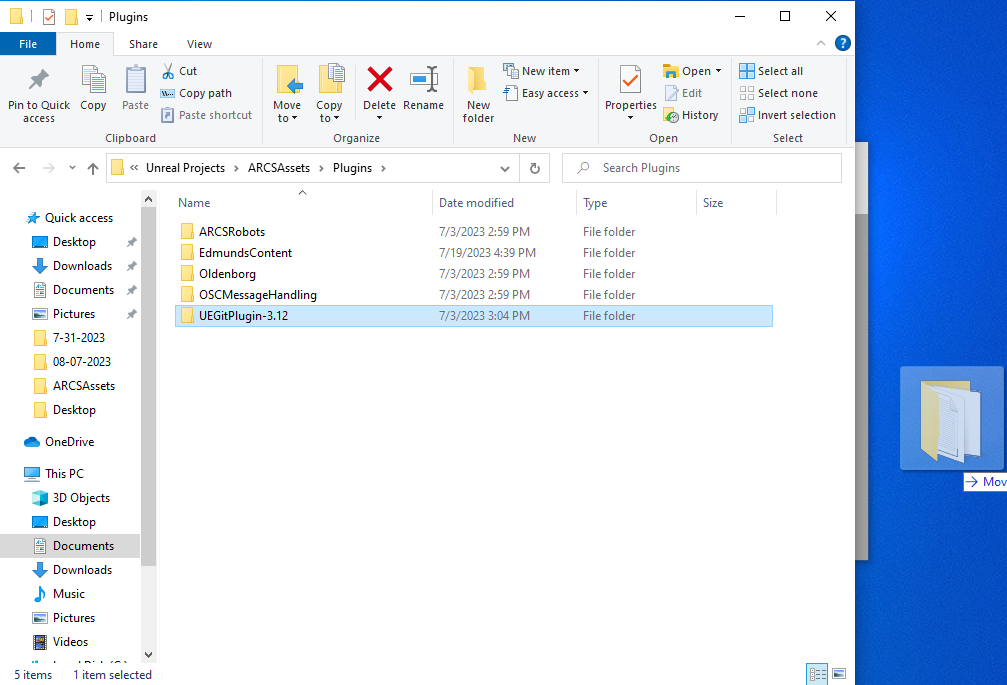 Plugins
File Home Share View
Pin to Quick access
Copy
Paste
Cut
Copy path
Paste shortcut
Move to
Copy to
Delete
Rename
New folder
New item
Easy access
Properties
Open
Edit
History
Select all
Select none
Invert selection
Clipboard Organize New Open Select
« Unreal Projects › ARCSAssets › Plugins ›
Search Plugins
Quick access
Desktop
Downloads
Documents
Pictures
7-31-2023
08-07-2023
ARCSAssets
Desktop
OneDrive
This PC
3D Objects
Desktop
Documents
Downloads
Music
Pictures
Videos
Name Date modified Type Size
ARCSRobots 7/3/2023 2:59 PM File folder
EdmundsContent 7/19/2023 4:39 PM File folder
Oldenborg 7/3/2023 2:59 PM File folder
OSCMessageHandling 7/3/2023 2:59 PM File folder
UEGitPlugin-3.12 7/3/2023 3:04 PM File folder
Mov
5 items 1 item selected